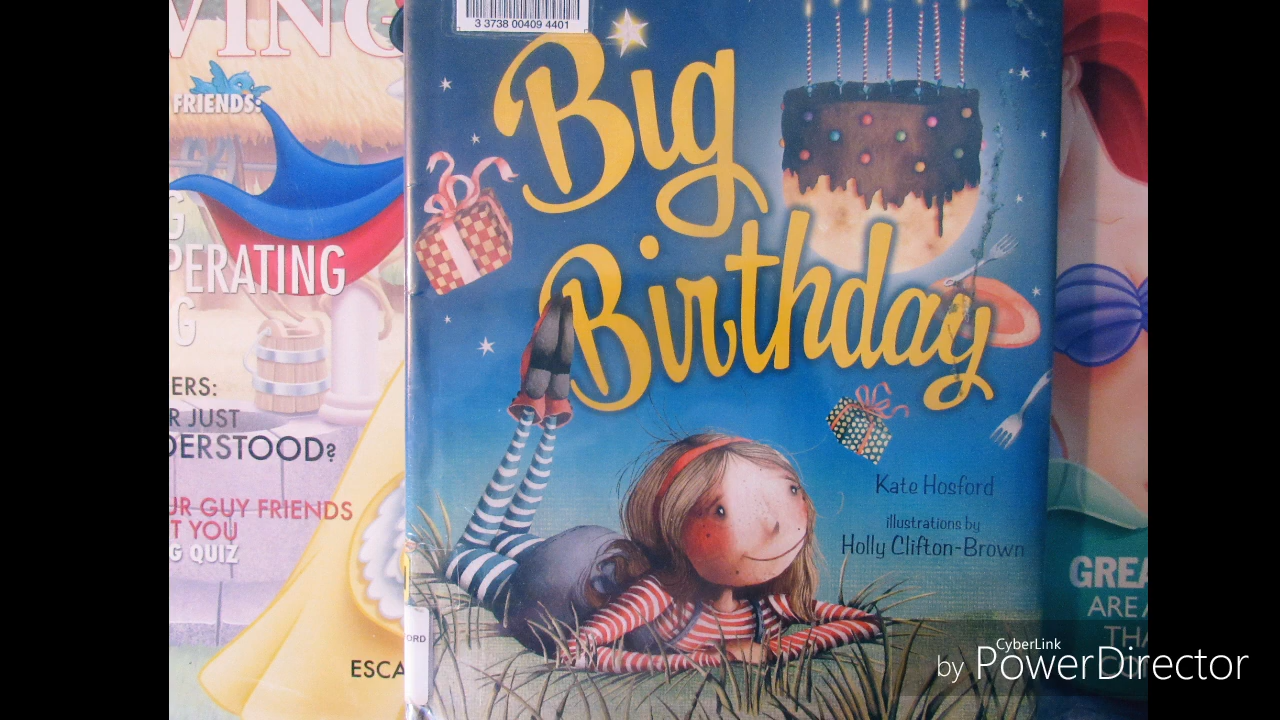 3 3738 00409 4401
VING
FRIENDS:
G
PERATING
G
ERS:
R JUST
DERSTOOD?
UR GUY FRIENDS
T YOU
G QUIZ
ESCA
Big
Birthday
Kate Hosford
illustrations by
Holly Clifton-Brown
ORD
GREA
ARE
THA
by CyberLink
PowerDirector